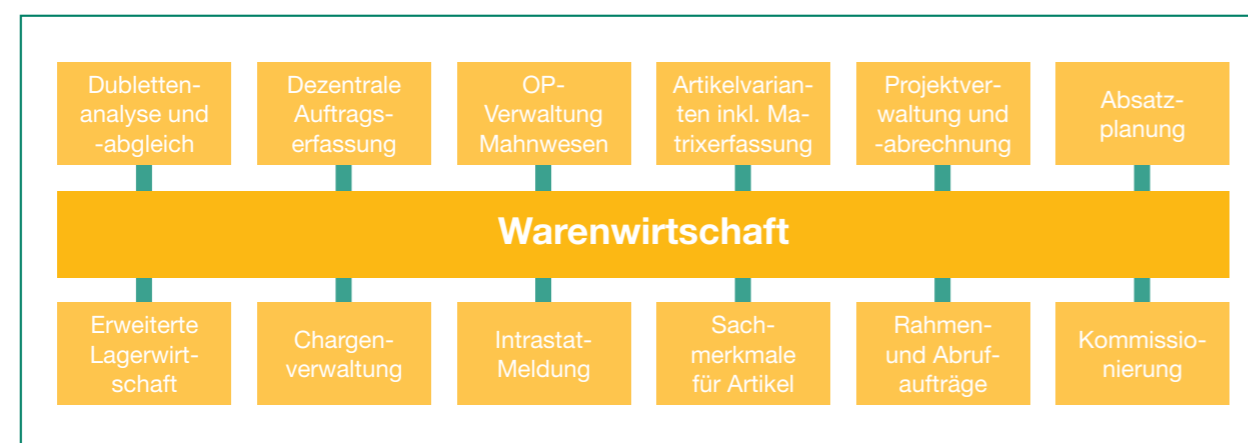 Dubletten-
analyse und
-abgleich
Dezentrale
Auftrags-
erfassung
OP-
Verwaltung
Mahnwesen
Artikelvarian-
ten inkl. Ma-
trixerfassung
Projektver-
waltung und
-abrechnung
Absatz-
planung
Warenwirtschaft
Erweiterte
Lagerwirt-
schaft
Chargen-
verwaltung
Intrastat-
Meldung
Sach-
merkmale
für Artikel
Rahmen-
und Abruf-
aufträge
Kommissio-
nierung